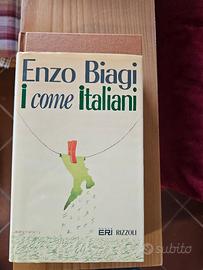 Enzo Biagi
i come italiani
ERI RIZZOLI
subito